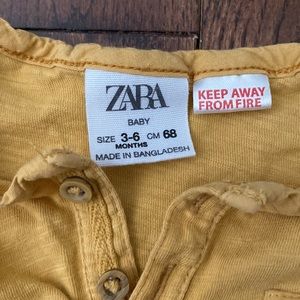 ZARA
BABY
SIZE 3-6 CM 68
MONTHS
MADE IN BANGLADESH
KEEP AWAY
FROM FIRE